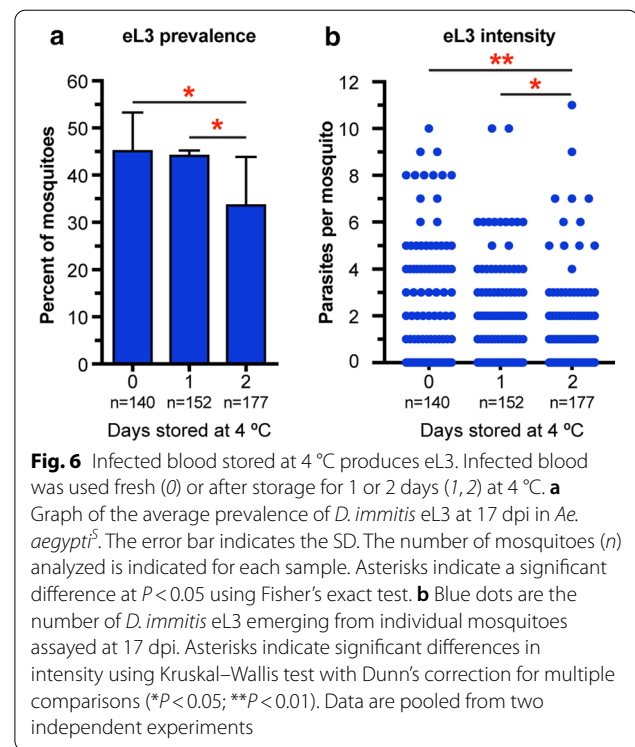 a
eL3 prevalence
Percent of mosquitoes
60
50
40
30
20
10
0
*
*
0
1
2
n=140
n=152
n=177
Days stored at 4 ºC
b
eL3 intensity
Parasites per mosquito
12
10
8
6
4
2
0
**
*
0
1
2
n=140
n=152
n=177
Days stored at 4 ºC
Fig. 6 Infected blood stored at 4 °C produces eL3. Infected blood
was used fresh (0) or after storage for 1 or 2 days (1, 2) at 4 °C. a
Graph of the average prevalence of D. immitis eL3 at 17 dpi in Ae.
aegyptiS. The error bar indicates the SD. The number of mosquitoes (n)
analyzed is indicated for each sample. Asterisks indicate a significant
difference at P < 0.05 using Fisher's exact test. b Blue dots are the
number of D. immitis eL3 emerging from individual mosquitoes
assayed at 17 dpi. Asterisks indicate significant differences in
intensity using Kruskal–Wallis test with Dunn's correction for multiple
comparisons (*P < 0.05; **P < 0.01). Data are pooled from two
independent experiments